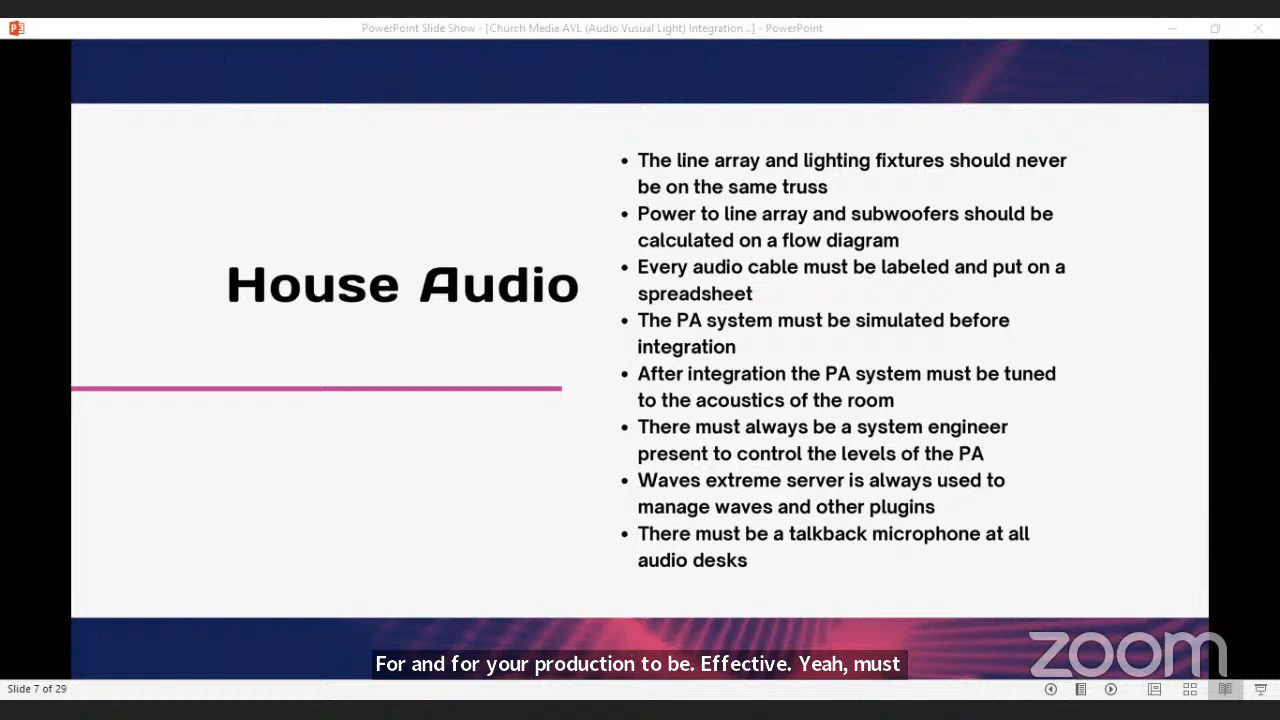 PowerPoint Slide Show - [Church Media AVL (Audio Vusual Light) Integration ..] - PowerPoint
House Audio
• The line array and lighting fixtures should never
be on the same truss
• Power to line array and subwoofers should be
calculated on a flow diagram
• Every audio cable must be labeled and put on a
spreadsheet
• The PA system must be simulated before
integration
• After integration the PA system must be tuned
to the acoustics of the room
• There must always be a system engineer
present to control the levels of the PA
• Waves extreme server is always used to
manage waves and other plugins
• There must be a talkback microphone at all
audio desks
zoom
For and for your production to be. Effective. Yeah, must
Slide 7 of 29